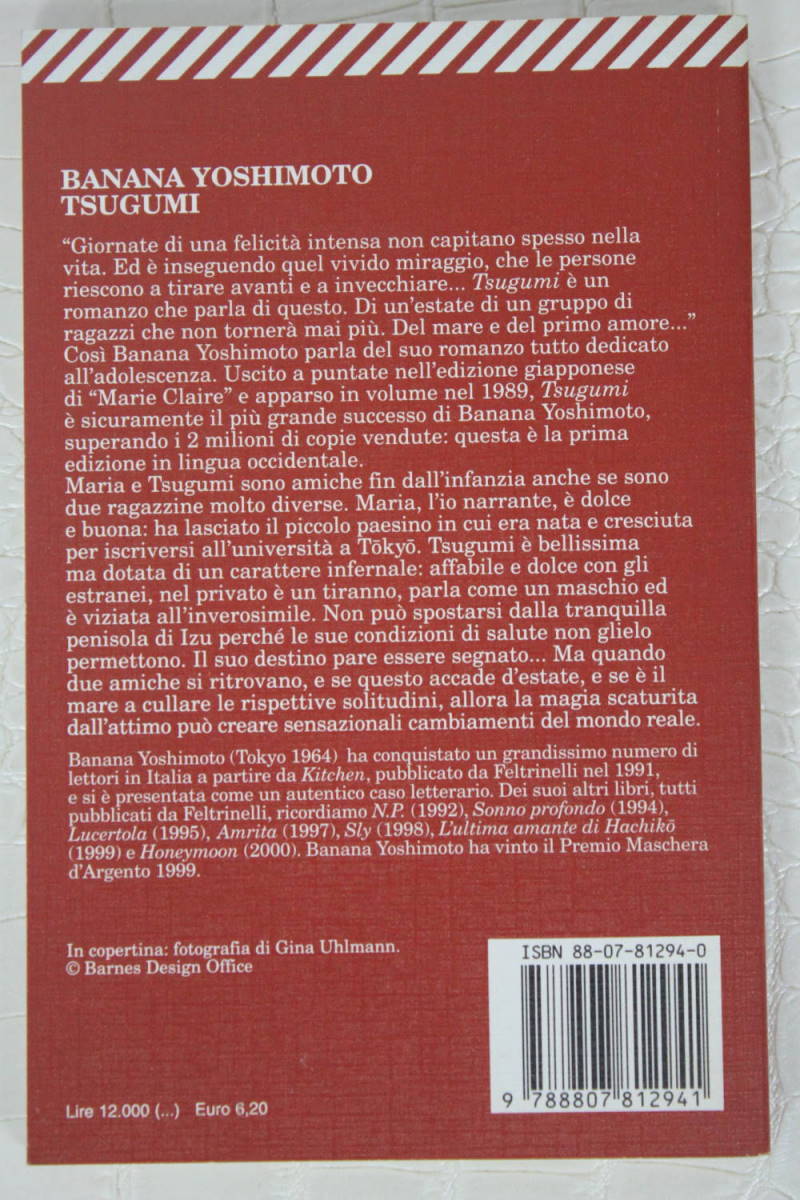 BANANA YOSHIMOTO
TSUGUMI
“Giornate di una felicità intensa non capitano spesso nella
vita. Ed è inseguendo quel vivido miraggio, che le persone
riescono a tirare avanti e a invecchiare... Tsugumi è un
romanzo che parla di questo. Di un’estate di un gruppo di
ragazzi che non tornerà mai più. Del mare e del primo amore...”
Così Banana Yoshimoto parla del suo romanzo tutto dedicato
all’adolescenza. Uscito a puntate nell’edizione giapponese
di “Marie Claire” e apparso in volume nel 1989, Tsugumi
è sicuramente il più grande successo di Banana Yoshimoto,
superando i 2 milioni di copie vendute: questa è la prima
edizione in lingua occidentale.
Maria e Tsugumi sono amiche fin dall’infanzia anche se sono
due ragazzine molto diverse. Maria, l’io narrante, è dolce
e buona: ha lasciato il piccolo paesino in cui era nata e cresciuta
per iscriversi all’università a Tōkyō. Tsugumi è bellissima
ma dotata di un carattere infernale: affabile e dolce con gli
estranei, nel privato è un tiranno, parla come un maschio ed
è viziata all’inverosimile. Non può spostarsi dalla tranquilla
penisola di Izu perché le sue condizioni di salute non glielo
permettono. Il suo destino pare essere segnato... Ma quando
due amiche si ritrovano, e se questo accade d’estate, e se è il
mare a cullare le rispettive solitudini, allora la magia scaturita
dall’attimo può creare sensazionali cambiamenti del mondo reale.
Banana Yoshimoto (Tokyo 1964) ha conquistato un grandissimo numero di
lettori in Italia a partire da Kitchen, pubblicato da Feltrinelli nel 1991,
e si è presentata come un autentico caso letterario. Dei suoi altri libri, tutti
pubblicati da Feltrinelli, ricordiamo N.P. (1992), Sonno profondo (1994),
Lucertola (1995), Amrita (1997), Sly (1998), L’ultima amante di Hachikō
(1999) e Honeymoon (2000). Banana Yoshimoto ha vinto il Premio Maschera
d’Argento 1999.
In copertina: fotografia di Gina Uhlmann.
© Barnes Design Office
ISBN 88-07-81294-0
9 788807 812941
Lire 12.000 (...) Euro 6,20